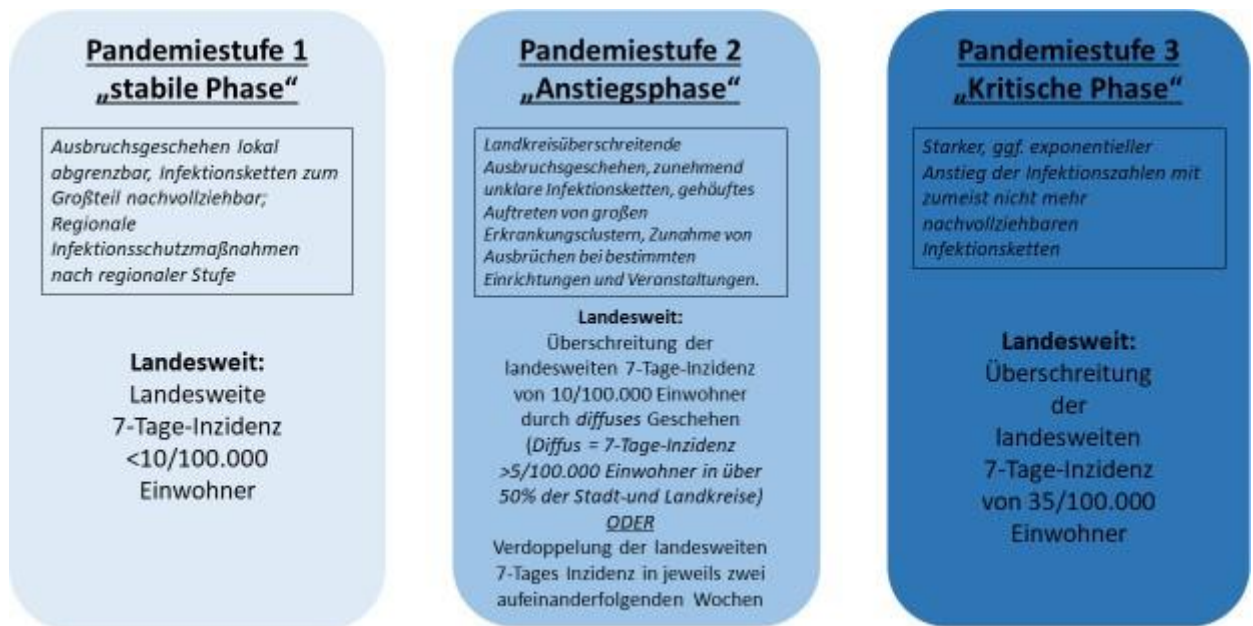 Pandemiestufe 1
„stabile Phase“
Ausbruchsgeschehen lokal
abgrenzbar, Infektionsketten zum
Großteil nachvollziehbar;
Regionale
Infektionsschutzmaßnahmen
nach regionaler Stufe
Landesweit:
Landesweite
7-Tage-Inzidenz
<10/100.000
Einwohner
Pandemiestufe 2
„Anstiegsphase“
Landkreisüberschreitende
Ausbruchsgeschehen, zunehmend
unklare Infektionsketten, gehäuftes
Auftreten von großen
Erkrankungsclustern, Zunahme von
Ausbrüchen bei bestimmten
Einrichtungen und Veranstaltungen.
Landesweit:
Überschreitung der
landesweiten 7-Tage-Inzidenz
von 10/100.000 Einwohner
durch diffuses Geschehen
(Diffus = 7-Tage-Inzidenz
>5/100.000 Einwohner in über
50% der Stadt-und Landkreise)
ODER
Verdoppelung der landesweiten
7-Tages Inzidenz in jeweils zwei
aufeinanderfolgenden Wochen
Pandemiestufe 3
„Kritische Phase“
Starker, ggf. exponentieller
Anstieg der Infektionszahlen mit
zumeist nicht mehr
nachvollziehbaren
Infektionsketten
Landesweit:
Überschreitung
der
landesweiten
7-Tage-Inzidenz
von 35/100.000
Einwohner